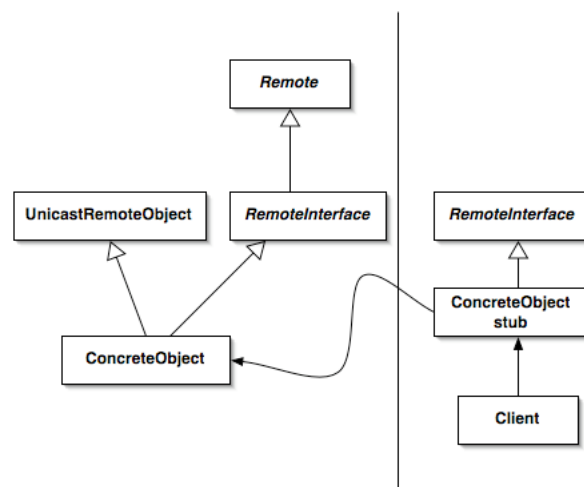 Remote
UnicastRemoteObject
RemoteInterface
RemoteInterface
ConcreteObject
stub
ConcreteObject
Client